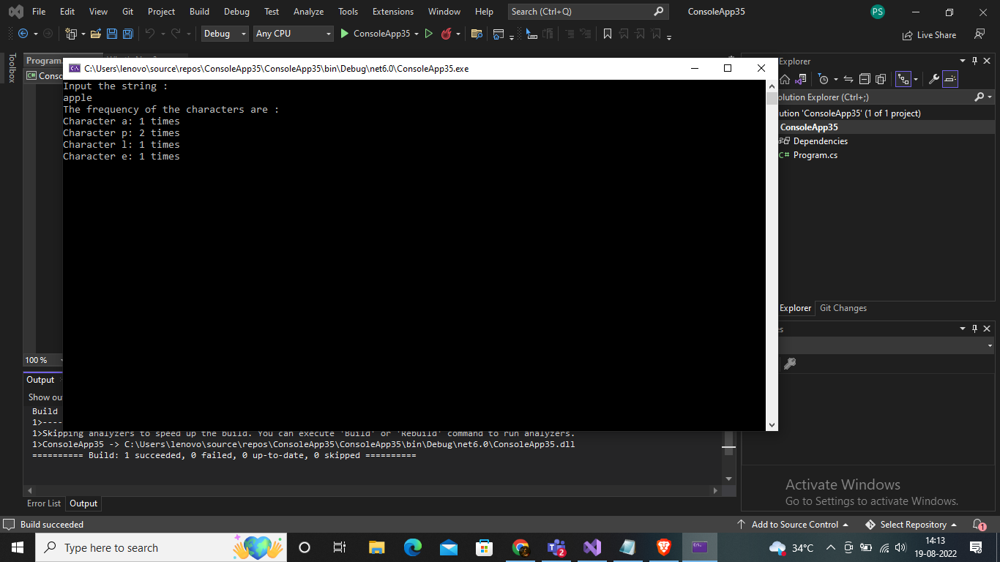 File Edit View Git Project Build Debug Test Analyze Tools Extensions Window Help Search (Ctrl+Q) ConsoleApp35 PS
Debug Any CPU ConsoleApp35 Live Share
Toolbox
Program
Conso
C:\Users\lenovo\source\repos\ConsoleApp35\ConsoleApp35\bin\Debug\net6.0\ConsoleApp35.exe
Input the string :
apple
The frequency of the characters are :
Character a: 1 times
Character p: 2 times
Character l: 1 times
Character e: 1 times
Explorer
olution Explorer (Ctrl+;)
ution 'ConsoleApp35' (1 of 1 project)
ConsoleApp35
Dependencies
C# Program.cs
Explorer Git Changes
es
100 %
Output
Show ou
Build
1>----
1>Skipping analyzers to speed up the build. You can execute 'Build' or 'Rebuild' command to run analyzers.
1>ConsoleApp35 -> C:\Users\lenovo\source\repos\ConsoleApp35\ConsoleApp35\bin\Debug\net6.0\ConsoleApp35.dll
========== Build: 1 succeeded, 0 failed, 0 up-to-date, 0 skipped ==========
Error List Output
Activate Windows
Go to Settings to activate Windows.
Build succeeded Add to Source Control Select Repository 1
Type here to search 2 34°C 14:13
19-08-2022